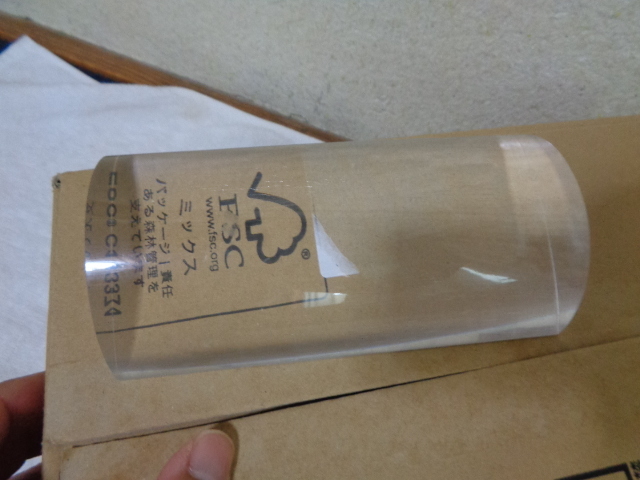 FSC
www.fsc.org
ミックス
パッケージ｜責任
ある森林管理を
支えています